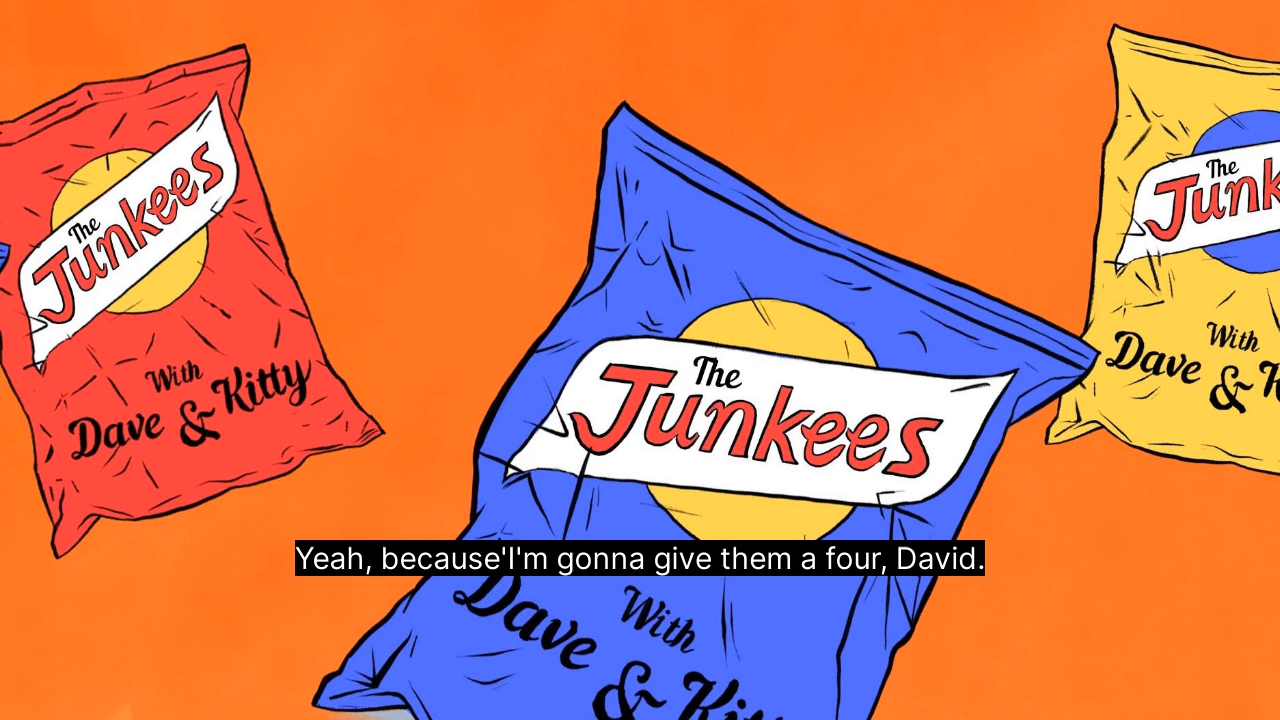 The
Junkees
With
Dave & Kitty
The
Junkees
With
Dave &
The
Junk
With
Dave &
Yeah, because'I'm gonna give them a four, David.